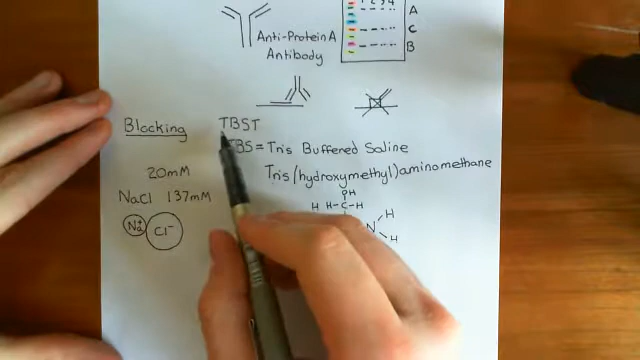 1 2 3 4
A
C
B
Anti-Protein A
Antibody
Blocking
TBST
TBS = Tris Buffered Saline
20mM
Tris(hydroxymethyl)aminomethane
NaCl 137mM
Na+
Cl-
OH
H H-C-H
N
H
H